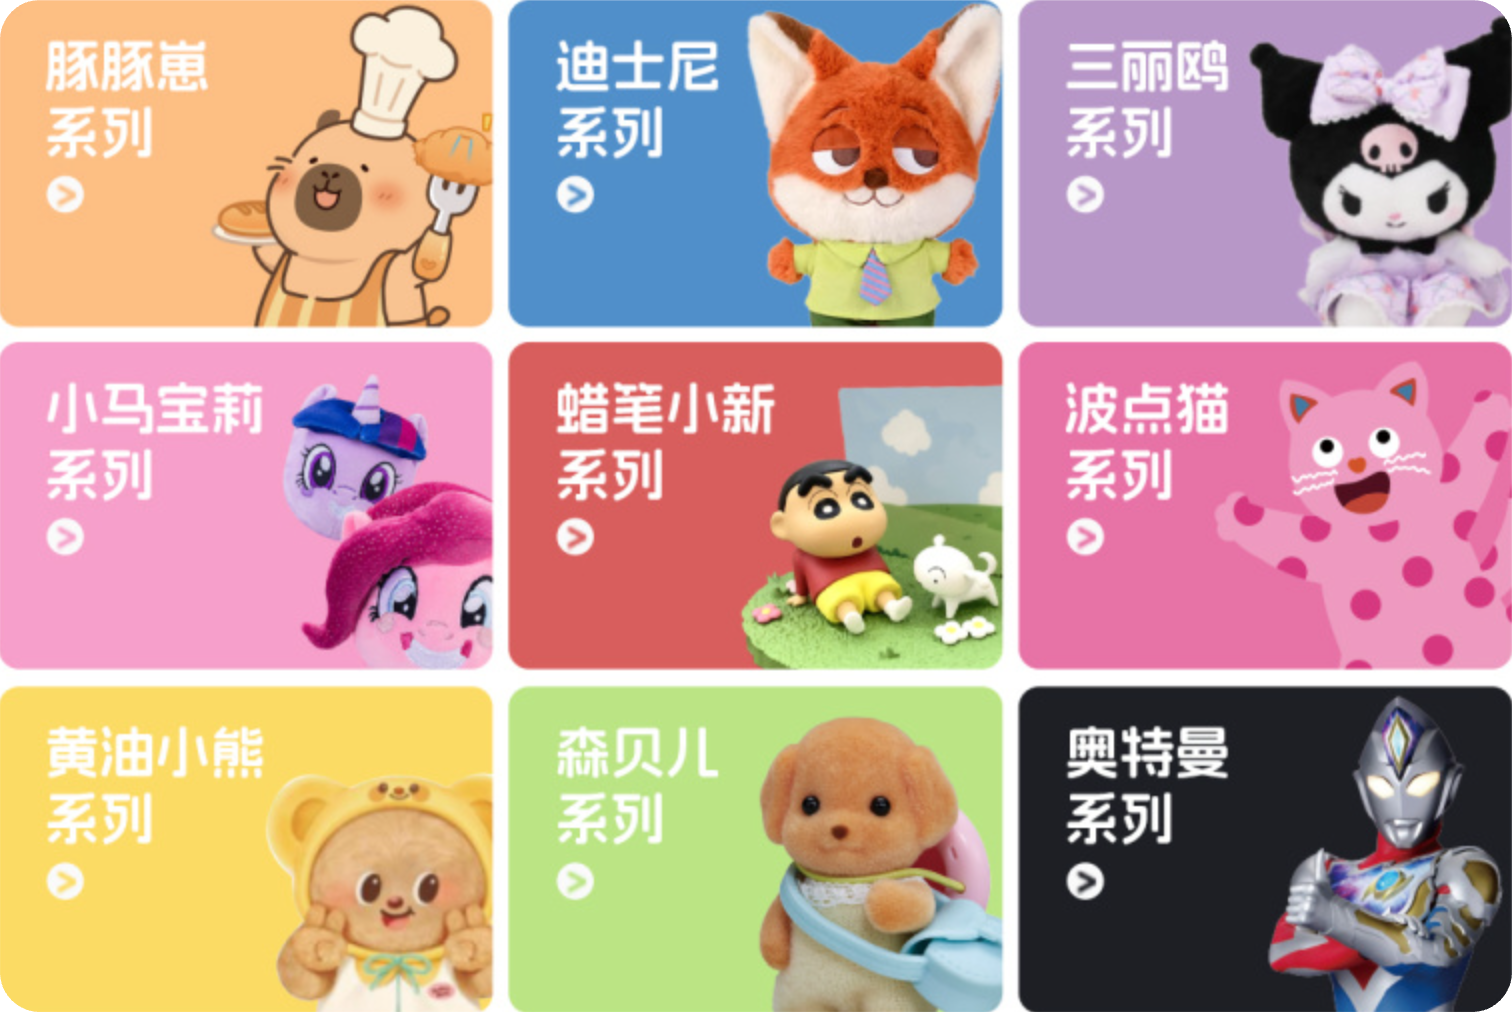 豚豚崽
系列
迪士尼
系列
三丽鸥
系列
小马宝莉
系列
蜡笔小新
系列
波点猫
系列
黄油小熊
系列
森贝儿
系列
奥特曼
系列